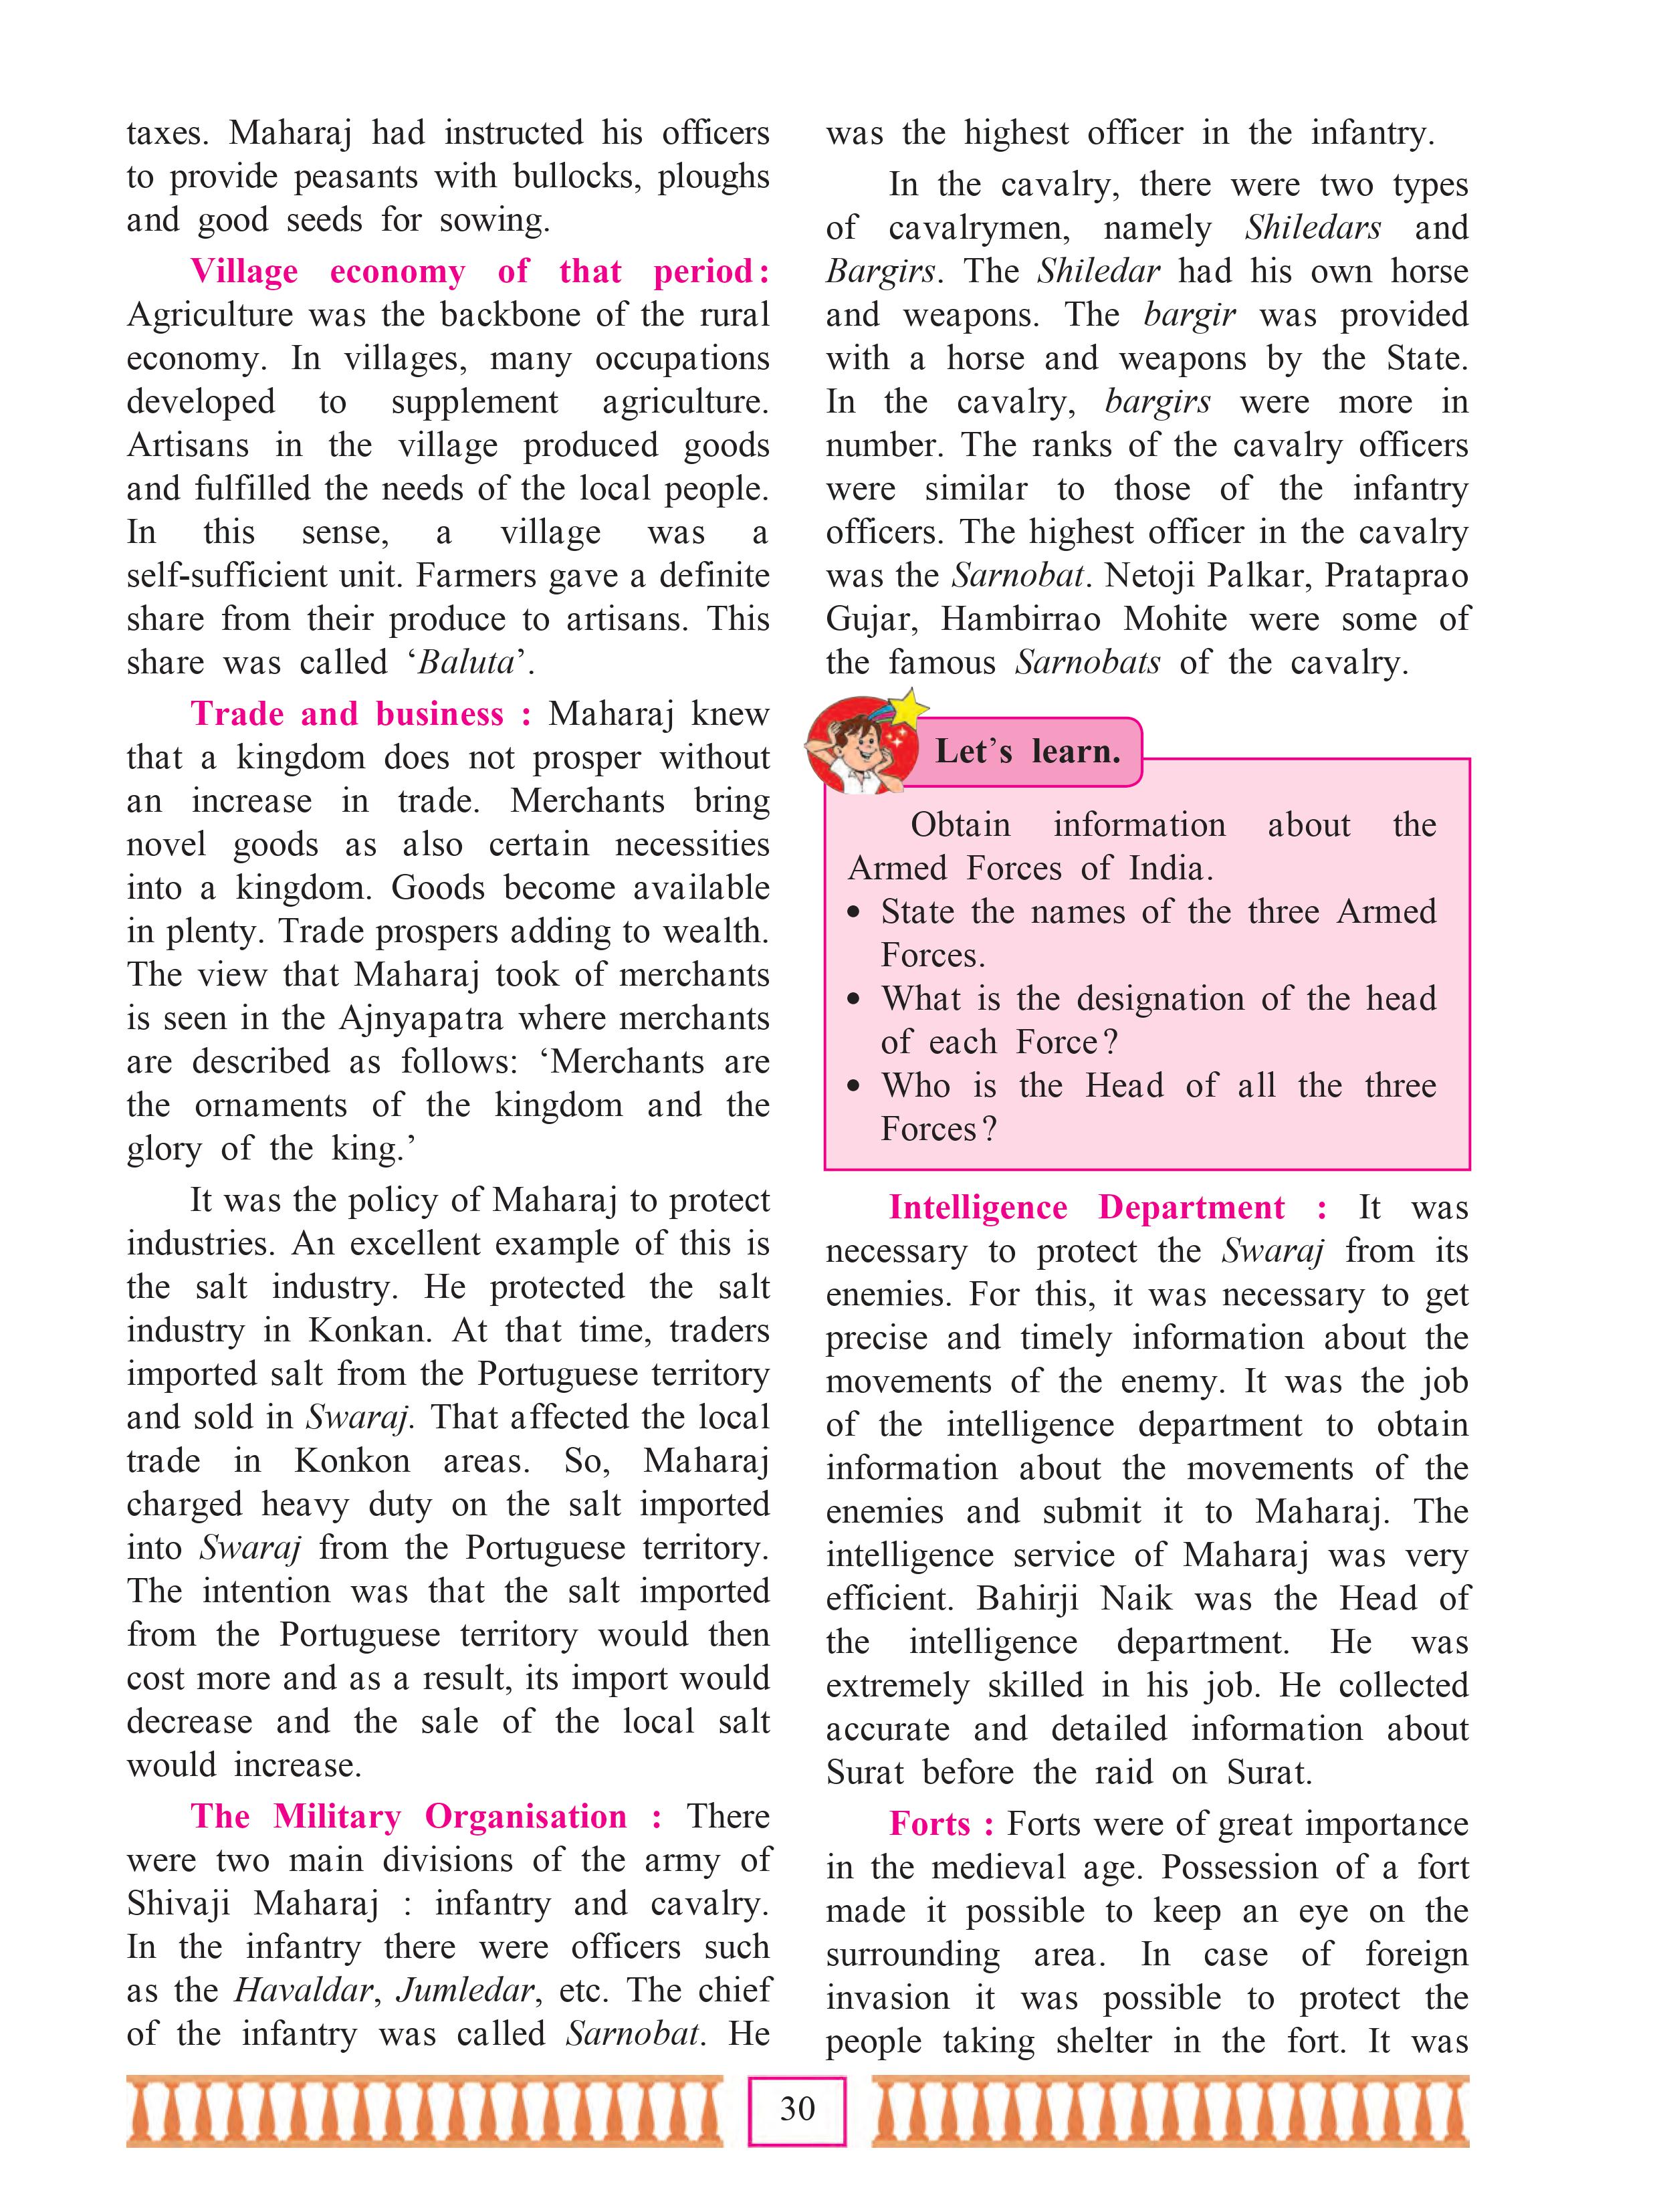 taxes. Maharaj had instructed his officers
to provide peasants with bullocks, ploughs
and good seeds for sowing.
Village economy of that period :
Agriculture was the backbone of the rural
economy. In villages, many occupations
developed to supplement agriculture.
Artisans in the village produced goods
and fulfilled the needs of the local people.
In this sense, a village was a
self-sufficient unit. Farmers gave a definite
share from their produce to artisans. This
share was called ‘Baluta’.
Trade and business : Maharaj knew
that a kingdom does not prosper without
an increase in trade. Merchants bring
novel goods as also certain necessities
into a kingdom. Goods become available
in plenty. Trade prospers adding to wealth.
The view that Maharaj took of merchants
is seen in the Ajnyapatra where merchants
are described as follows: ‘Merchants are
the ornaments of the kingdom and the
glory of the king.’
It was the policy of Maharaj to protect
industries. An excellent example of this is
the salt industry. He protected the salt
industry in Konkan. At that time, traders
imported salt from the Portuguese territory
and sold in Swaraj. That affected the local
trade in Konkon areas. So, Maharaj
charged heavy duty on the salt imported
into Swaraj from the Portuguese territory.
The intention was that the salt imported
from the Portuguese territory would then
cost more and as a result, its import would
decrease and the sale of the local salt
would increase.
The Military Organisation : There
were two main divisions of the army of
Shivaji Maharaj : infantry and cavalry.
In the infantry there were officers such
as the Havaldar, Jumledar, etc. The chief
of the infantry was called Sarnobat. He
was the highest officer in the infantry.
In the cavalry, there were two types
of cavalrymen, namely Shiledars and
Bargirs. The Shiledar had his own horse
and weapons. The bargir was provided
with a horse and weapons by the State.
In the cavalry, bargirs were more in
number. The ranks of the cavalry officers
were similar to those of the infantry
officers. The highest officer in the cavalry
was the Sarnobat. Netoji Palkar, Prataprao
Gujar, Hambirrao Mohite were some of
the famous Sarnobats of the cavalry.
Let’s learn.
Obtain information about the
Armed Forces of India.
• State the names of the three Armed
Forces.
• What is the designation of the head
of each Force ?
• Who is the Head of all the three
Forces ?
Intelligence Department : It was
necessary to protect the Swaraj from its
enemies. For this, it was necessary to get
precise and timely information about the
movements of the enemy. It was the job
of the intelligence department to obtain
information about the movements of the
enemies and submit it to Maharaj. The
intelligence service of Maharaj was very
efficient. Bahirji Naik was the Head of
the intelligence department. He was
extremely skilled in his job. He collected
accurate and detailed information about
Surat before the raid on Surat.
Forts : Forts were of great importance
in the medieval age. Possession of a fort
made it possible to keep an eye on the
surrounding area. In case of foreign
invasion it was possible to protect the
people taking shelter in the fort. It was
30